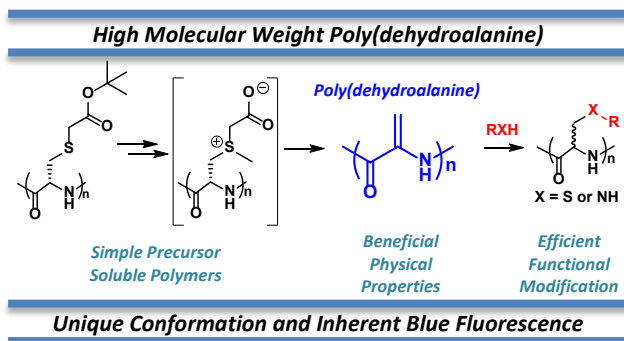 High Molecular Weight Poly(dehydroalanine)
O
O
S
O
N
H
n
O
O
⊖
S
⊕
O
N
H
n
Poly(dehydroalanine)
O
N
H
n
RXH
X
R
O
N
H
n
X = S or NH
Simple Precursor
Soluble Polymers
Beneficial
Physical
Properties
Efficient
Functional
Modification
Unique Conformation and Inherent Blue Fluorescence